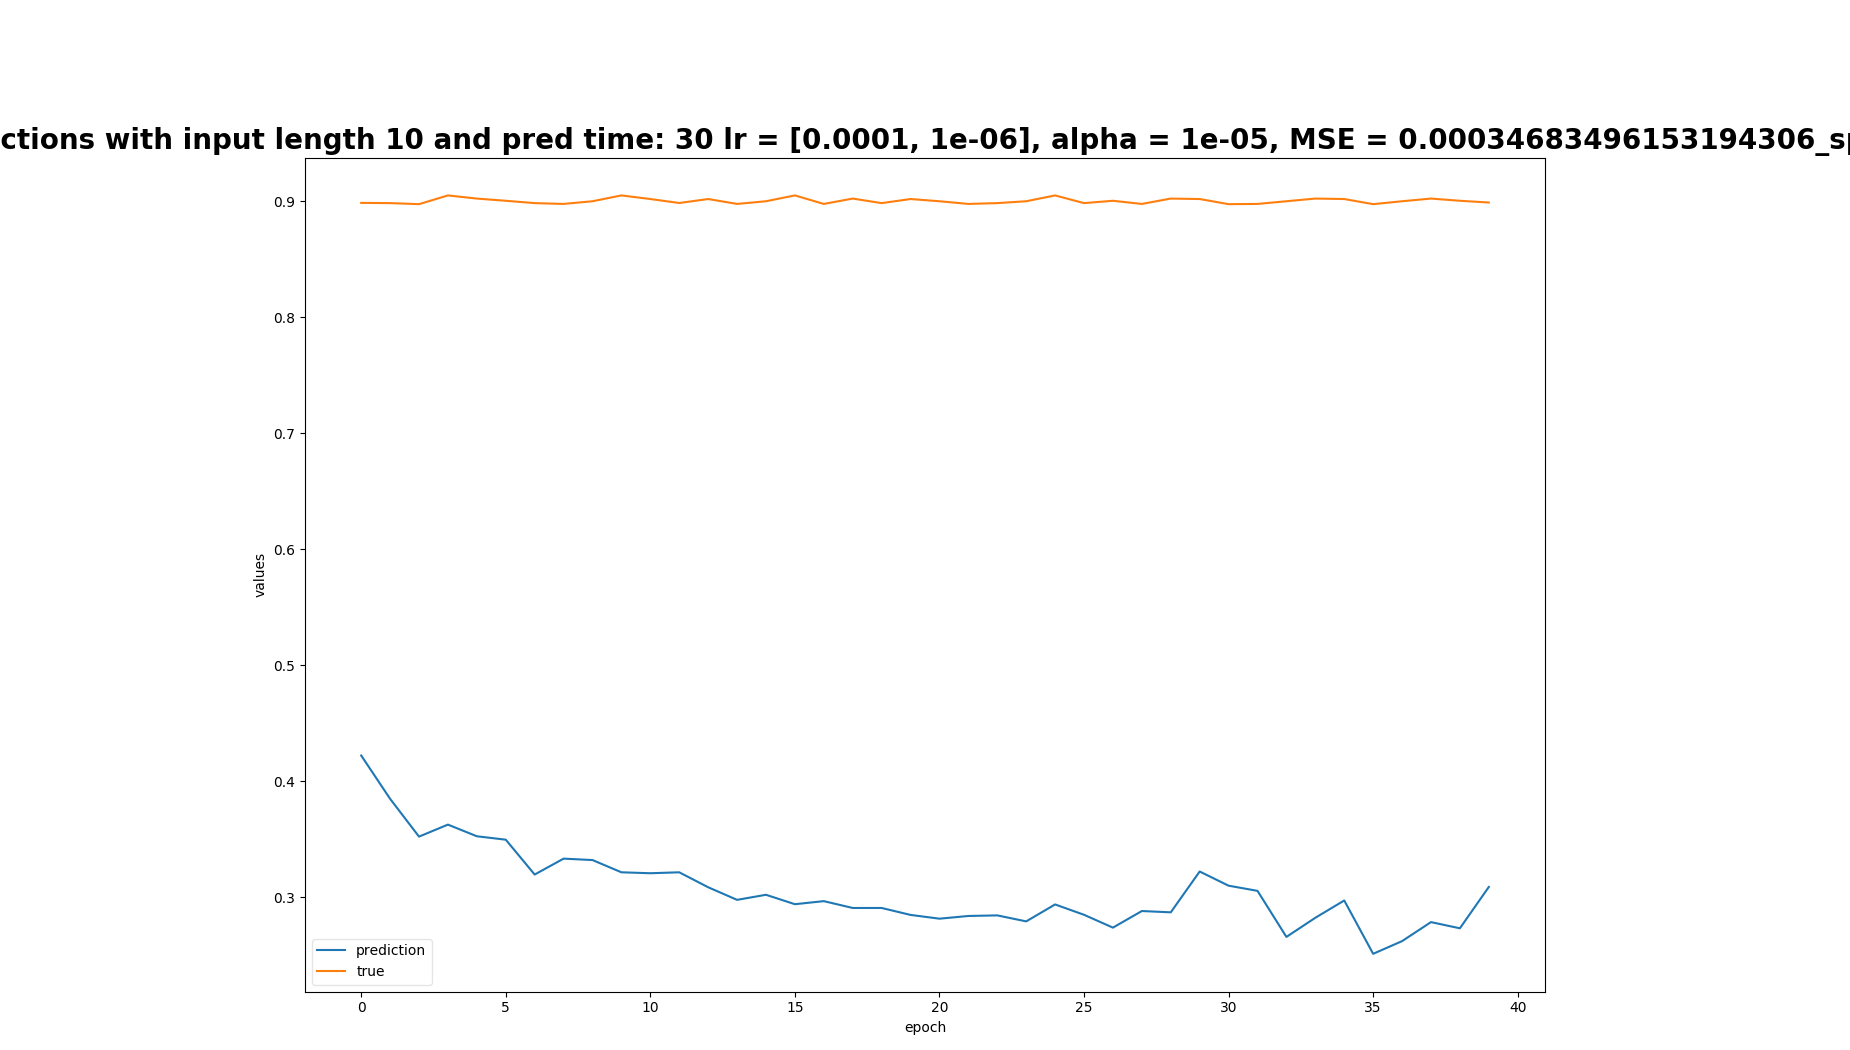 ctions with input length 10 and pred time: 30 lr = [0.0001, 1e-06], alpha = 1e-05, MSE = 0.00034683496153194306_sp
0.9
0.8
0.7
0.6
0.5
0.4
0.3
values
prediction
true
0 5 10 15 20 25 30 35 40
epoch